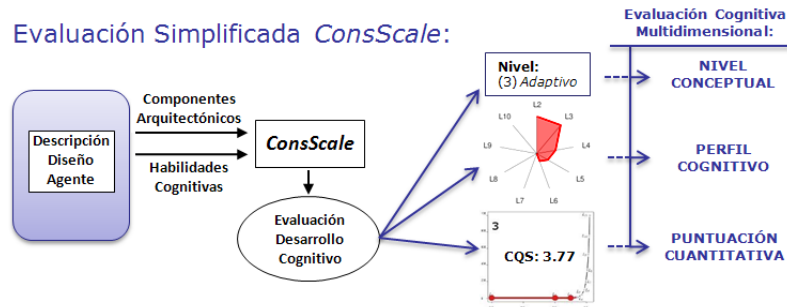 Evaluación Simplificada ConsScale:
Evaluación Cognitiva
Multidimensional:
Descripción
Diseño
Agente
Componentes
Arquitectónicos
Habilidades
Cognitivas
ConsScale
Evaluación
Desarrollo
Cognitivo
Nivel:
(3) Adaptivo
L2
L3
L4
L5
L6
L7
L8
L9
L10
3
CQS: 3.77
NIVEL
CONCEPTUAL
PERFIL
COGNITIVO
PUNTUACIÓN
CUANTITATIVA